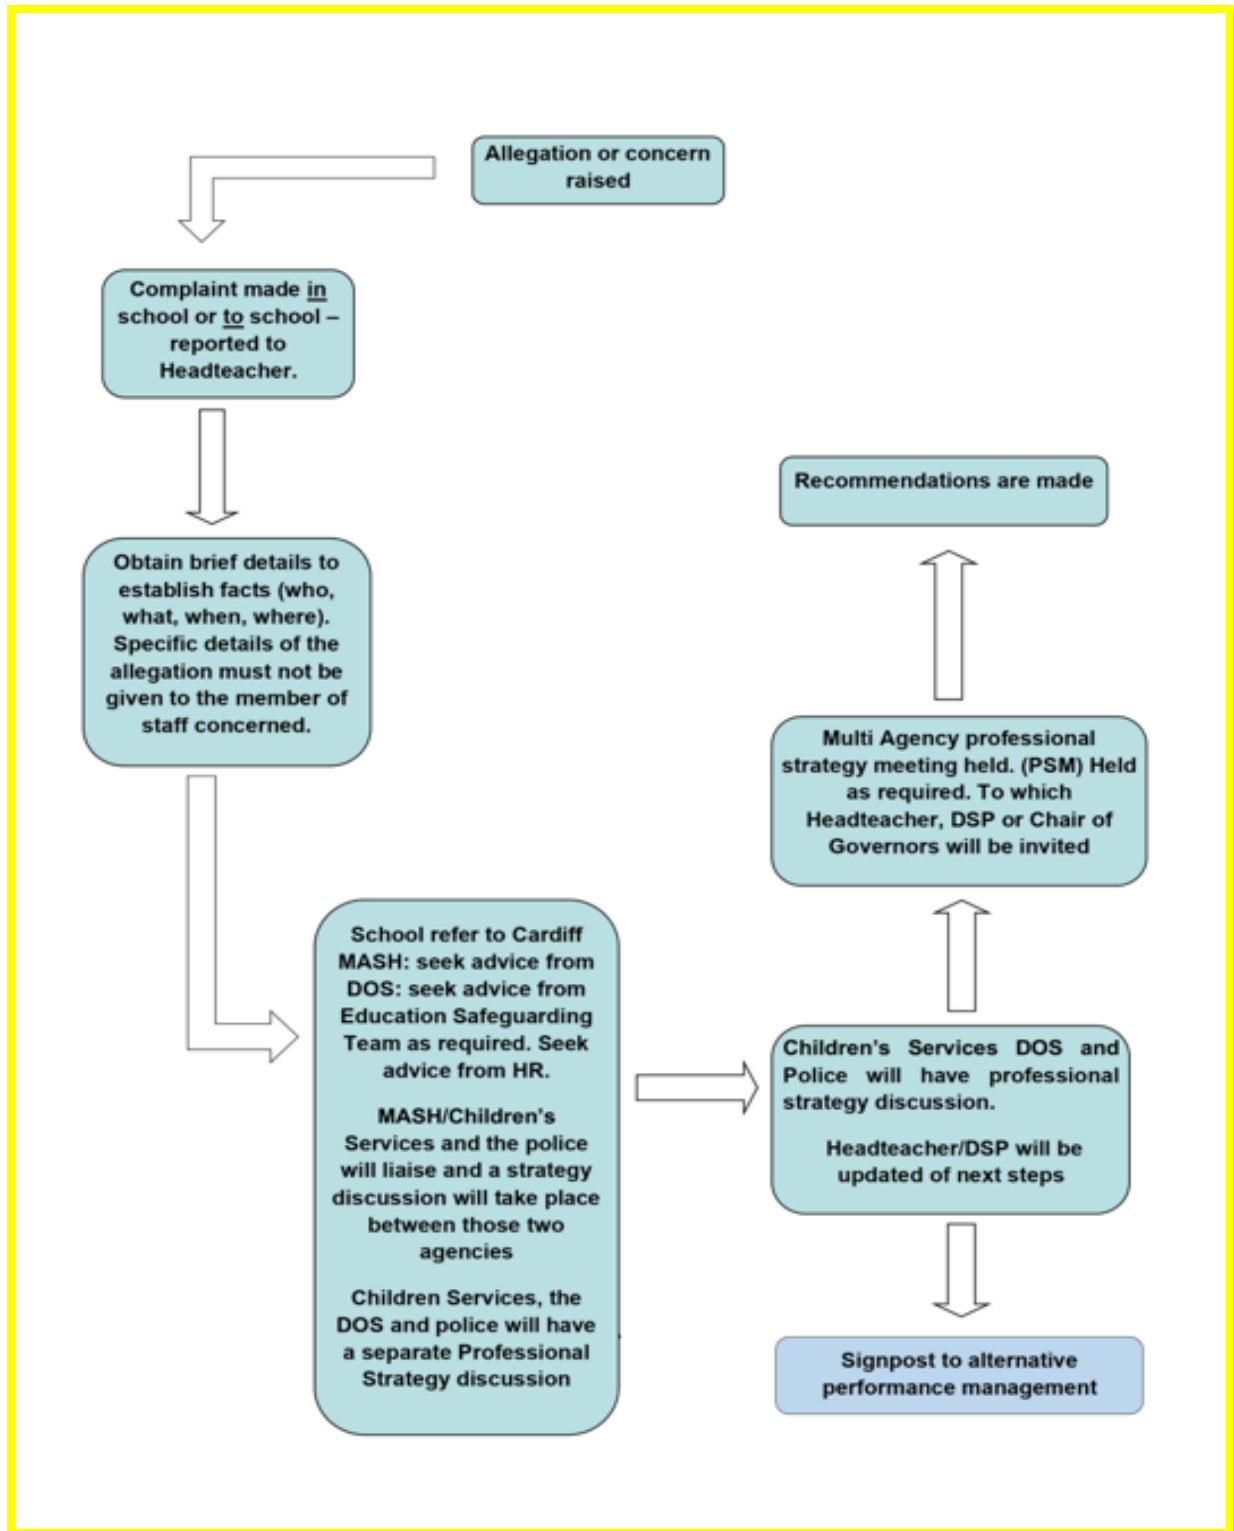 Allegation or concern
raised
Complaint made in
school or to school –
reported to
Headteacher.
Obtain brief details to
establish facts (who,
what, when, where).
Specific details of the
allegation must not be
given to the member of
staff concerned.
School refer to Cardiff
MASH: seek advice from
DOS: seek advice from
Education Safeguarding
Team as required. Seek
advice from HR.
MASH/Children’s
Services and the police
will liaise and a strategy
discussion will take place
between those two
agencies
Children Services, the
DOS and police will have
a separate Professional
Strategy discussion
Children’s Services DOS and
Police will have professional
strategy discussion.
Headteacher/DSP will be
updated of next steps
Multi Agency professional
strategy meeting held. (PSM) Held
as required. To which
Headteacher, DSP or Chair of
Governors will be invited
Recommendations are made
Signpost to alternative
performance management